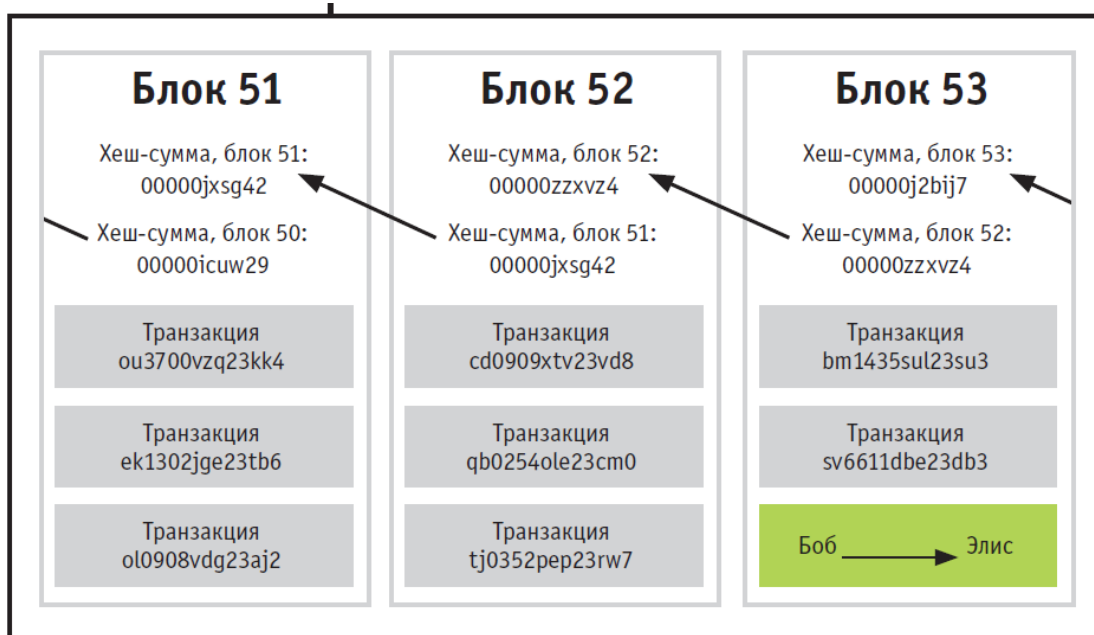 Блок 51
Хеш-сумма, блок 51:
00000jxsg42
Хеш-сумма, блок 50:
00000icuw29
Транзакция
ou3700vzq23kk4
Транзакция
ek1302jge23tb6
Транзакция
ol0908vdg23aj2
Блок 52
Хеш-сумма, блок 52:
00000zzxvz4
Хеш-сумма, блок 51:
00000jxsg42
Транзакция
cd0909xtv23vd8
Транзакция
qb0254ole23cm0
Транзакция
tj0352pep23rw7
Блок 53
Хеш-сумма, блок 53:
00000j2bij7
Хеш-сумма, блок 52:
00000zzxvz4
Транзакция
bm1435sul23su3
Транзакция
sv6611dbe23db3
Боб Элис